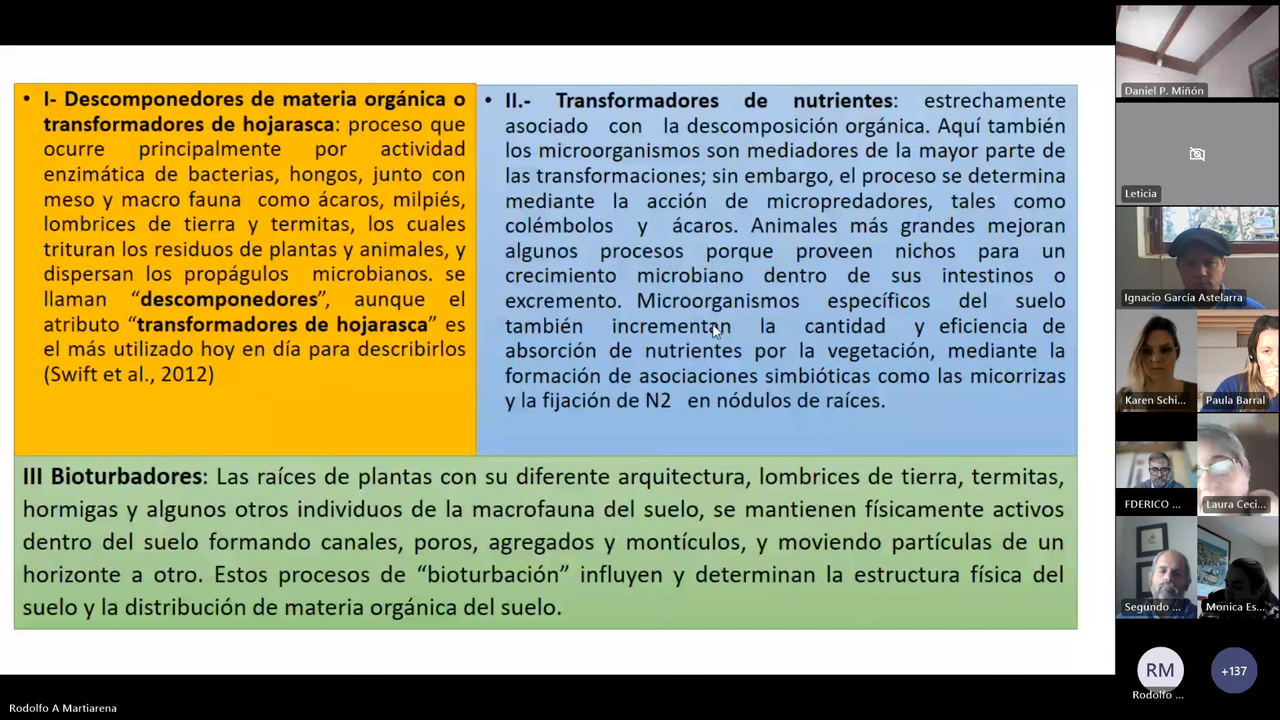 • I- Descomponedores de materia orgánica o
transformadores de hojarasca: proceso que
ocurre principalmente por actividad
enzimática de bacterias, hongos, junto con
meso y macro fauna como ácaros, milpiés,
lombrices de tierra y termitas, los cuales
trituran los residuos de plantas y animales, y
dispersan los propágulos microbianos. se
llaman “descomponedores”, aunque el
atributo “transformadores de hojarasca” es
el más utilizado hoy en día para describirlos
(Swift et al., 2012)
• II.- Transformadores de nutrientes: estrechamente
asociado con la descomposición orgánica. Aquí también
los microorganismos son mediadores de la mayor parte de
las transformaciones; sin embargo, el proceso se determina
mediante la acción de micropredadores, tales como
colémbolos y ácaros. Animales más grandes mejoran
algunos procesos porque proveen nichos para un
crecimiento microbiano dentro de sus intestinos o
excremento. Microorganismos específicos del suelo
también incrementan la cantidad y eficiencia de
absorción de nutrientes por la vegetación, mediante la
formación de asociaciones simbióticas como las micorrizas
y la fijación de N2 en nódulos de raíces.
III Bioturbadores: Las raíces de plantas con su diferente arquitectura, lombrices de tierra, termitas,
hormigas y algunos otros individuos de la macrofauna del suelo, se mantienen físicamente activos
dentro del suelo formando canales, poros, agregados y montículos, y moviendo partículas de un
horizonte a otro. Estos procesos de “bioturbación” influyen y determinan la estructura física del
suelo y la distribución de materia orgánica del suelo.
Daniel P. Miñón
Leticia
Ignacio García Astelarra
Karen Schi...
Paula Barral
FDERICO ...
Laura Ceci...
Segundo ...
Monica Es...
RM
Rodolfo ...
+137
Rodolfo A Martiarena